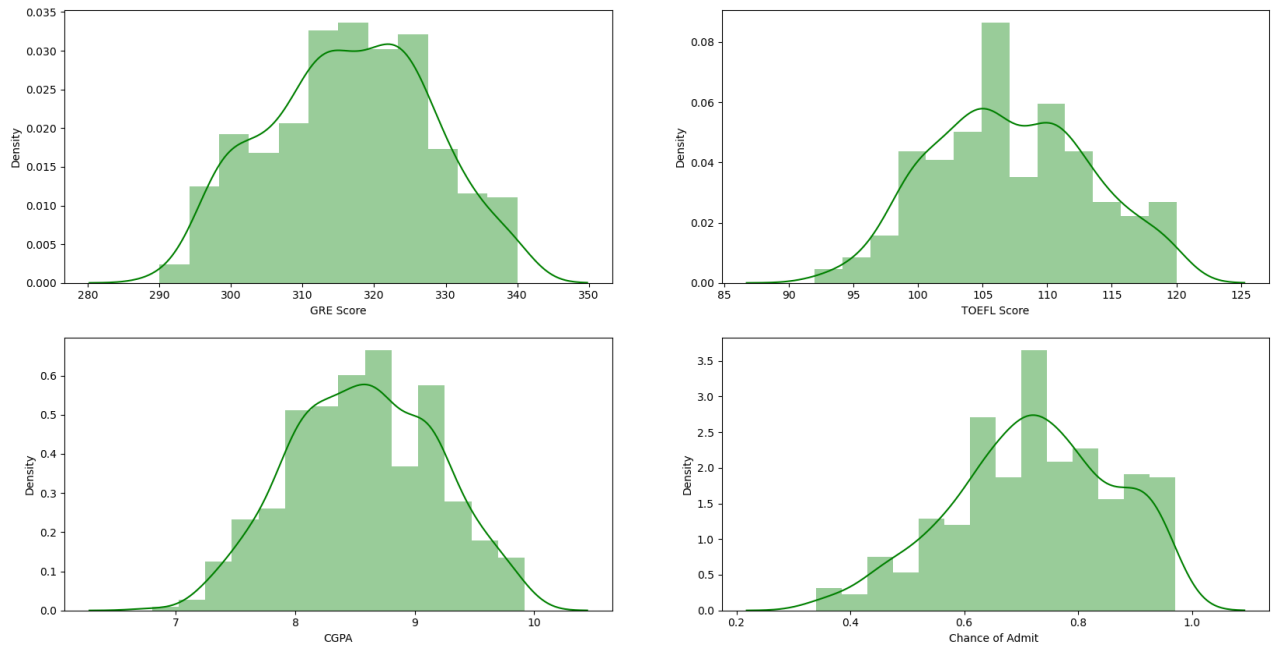 0.035
0.030
0.025
0.020
0.015
0.010
0.005
0.000
Density
280 290 300 310 320 330 340 350
GRE Score
0.08
0.06
0.04
0.02
0.00
Density
85 90 95 100 105 110 115 120 125
TOEFL Score
0.6
0.5
0.4
0.3
0.2
0.1
0.0
Density
7 8 9 10
CGPA
3.5
3.0
2.5
2.0
1.5
1.0
0.5
0.0
Density
0.2 0.4 0.6 0.8 1.0
Chance of Admit